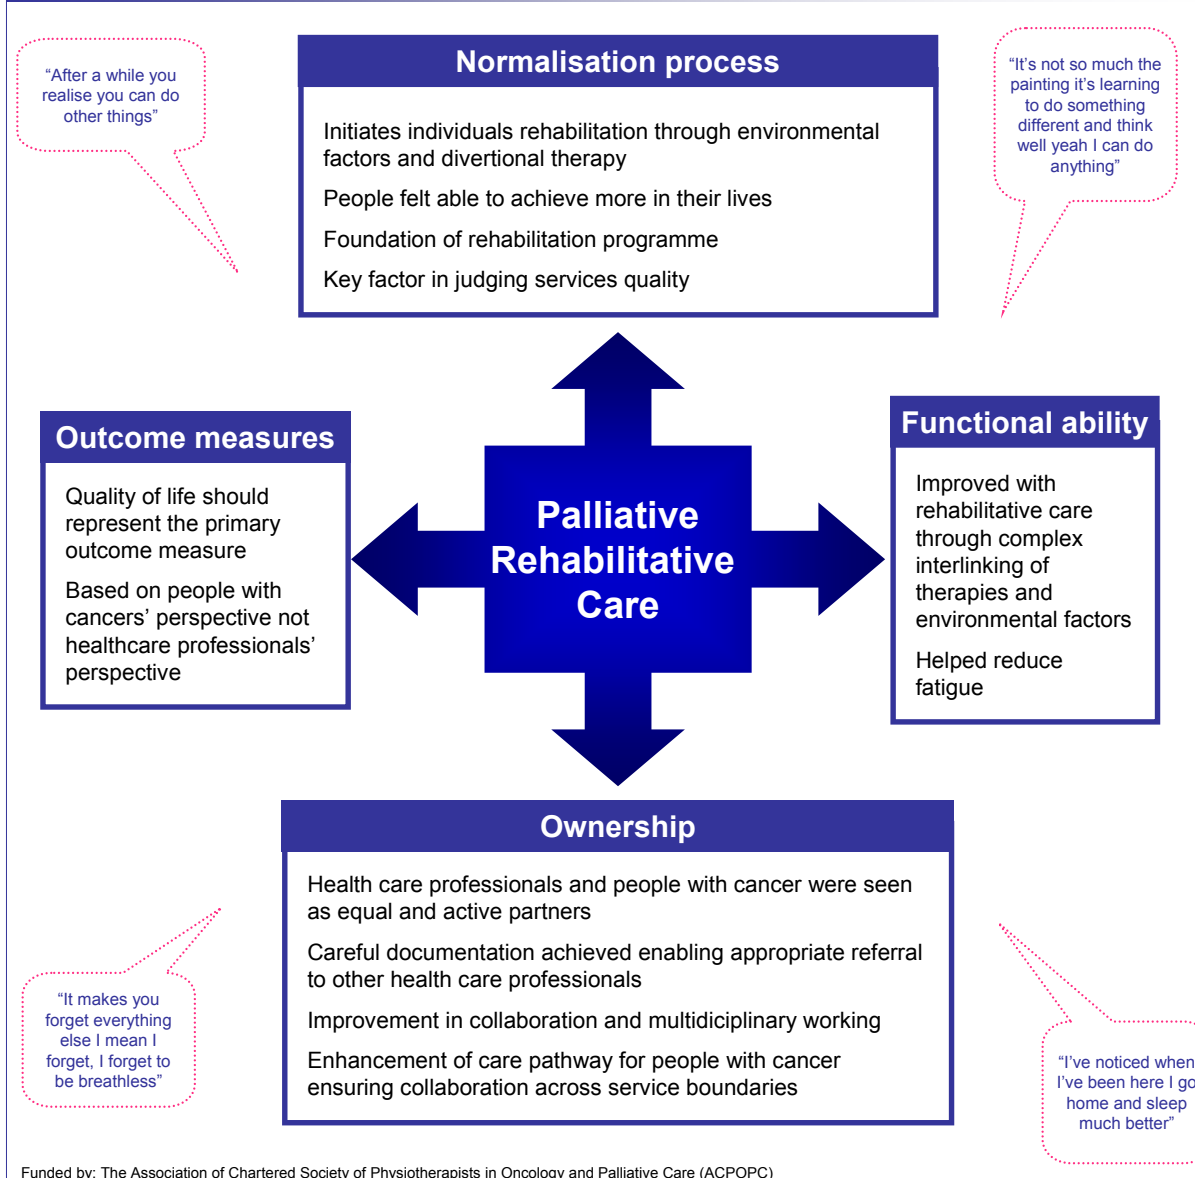 Normalisation process
“After a while you
realise you can do
other things”
“It’s not so much the
painting it’s learning
to do something
different and think
well yeah I can do
anything”
Initiates individuals rehabilitation through environmental
factors and divertional therapy
People felt able to achieve more in their lives
Foundation of rehabilitation programme
Key factor in judging services quality
Outcome measures
Quality of life should
represent the primary
outcome measure
Based on people with
cancers’ perspective not
healthcare professionals’
perspective
Palliative
Rehabilitative
Care
Functional ability
Improved with
rehabilitative care
through complex
interlinking of
therapies and
environmental factors
Helped reduce
fatigue
Ownership
Health care professionals and people with cancer were seen
as equal and active partners
Careful documentation achieved enabling appropriate referral
to other health care professionals
Improvement in collaboration and multidiciplinary working
Enhancement of care pathway for people with cancer
ensuring collaboration across service boundaries
“It makes you
forget everything
else I mean I
forget, I forget to
be breathless”
“I’ve noticed when
I’ve been here I go
home and sleep
much better”
Funded by: The Association of Chartered Society of Physiotherapists in Oncology and Palliative Care (ACPOPC)